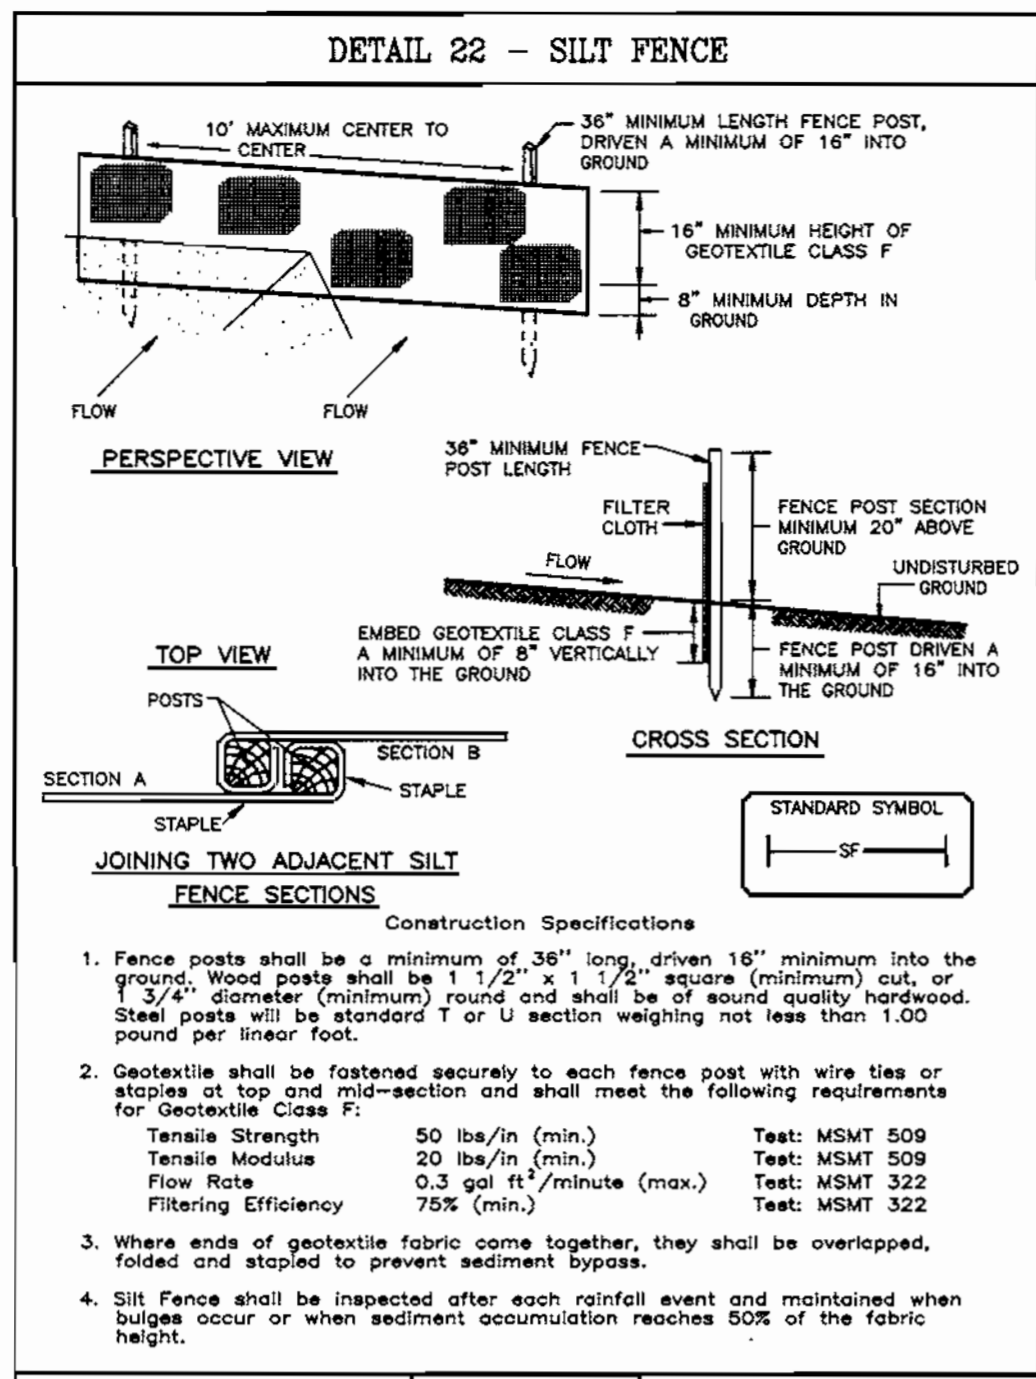 DETAIL 22 - SILT FENCE
10' MAXIMUM CENTER TO
CENTER
36" MINIMUM LENGTH FENCE POST,
DRIVEN A MINIMUM OF 16" INTO
GROUND
16" MINIMUM HEIGHT OF
GEOTEXTILE CLASS F
8" MINIMUM DEPTH IN
GROUND
FLOW
FLOW
PERSPECTIVE VIEW
36" MINIMUM FENCE
POST LENGTH
FILTER
CLOTH
FENCE POST SECTION
MINIMUM 20" ABOVE
GROUND
FLOW
UNDISTURBED
GROUND
EMBED GEOTEXTILE CLASS F
A MINIMUM OF 8" VERTICALLY
INTO THE GROUND
FENCE POST DRIVEN A
MINIMUM OF 16" INTO
THE GROUND
CROSS SECTION
TOP VIEW
POSTS
SECTION B
SECTION A
STAPLE
STAPLE
JOINING TWO ADJACENT SILT
FENCE SECTIONS
STANDARD SYMBOL
SF
Construction Specifications
1. Fence posts shall be a minimum of 36" long, driven 16" minimum into the
ground. Wood posts shall be 1 1/2" x 1 1/2" square (minimum) cut, or
1 3/4" diameter (minimum) round and shall be of sound quality hardwood.
Steel posts will be standard T or U section weighing not less than 1.00
pound per linear foot.
2. Geotextile shall be fastened securely to each fence post with wire ties or
staples at top and mid-section and shall meet the following requirements
for Geotextile Class F:
Tensile Strength 50 lbs/in (min.) Test: MSMT 509
Tensile Modulus 20 lbs/in (min.) Test: MSMT 509
Flow Rate 0.3 gal ft²/minute (max.) Test: MSMT 322
Filtering Efficiency 75% (min.) Test: MSMT 322
3. Where ends of geotextile fabric come together, they shall be overlapped,
folded and stapled to prevent sediment bypass.
4. Silt Fence shall be inspected after each rainfall event and maintained when
bulges occur or when sediment accumulation reaches 50% of the fabric
height.